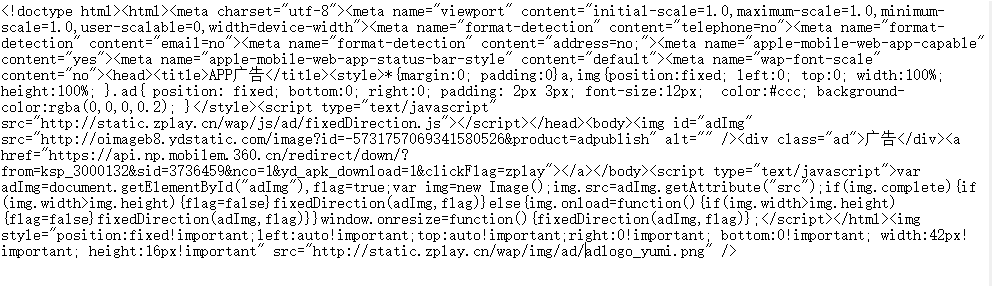 <!doctype html><html><meta charset="utf-8"><meta name="viewport" content="initial-scale=1.0,maximum-scale=1.0,minimum-
scale=1.0,user-scalable=0,width=device-width"><meta name="format-detection" content="telephone=no"><meta name="format-
detection" content="email=no"><meta name="format-detection" content="address=no;"><meta name="apple-mobile-web-app-capable"
content="yes"><meta name="apple-mobile-web-app-status-bar-style" content="default"><meta name="wap-font-scale"
content="no"><head><title>APP广告</title><style>*{margin:0; padding:0}a,img{position:fixed; left:0; top:0; width:100%;
height:100%; }.ad{ position: fixed; bottom:0; right:0; padding: 2px 3px; font-size:12px;  color:#ccc; background-
color:rgba(0,0,0,0.2); }</style><script type="text/javascript"
src="http://static.zplay.cn/wap/js/ad/fixedDirection.js"></script></head><body><img id="adImg"
src="http://oimageb8.ydstatic.com/image?id=-5731757069341580526&product=adpublish" alt="" /><div class="ad">广告</div><a
href="https://api.np.mobilem.360.cn/redirect/down/?
from=ksp_3000132&sid=3736459&nco=1&yd_apk_download=1&clickFlag=zplay"></a></body><script type="text/javascript">var
adImg=document.getElementById("adImg"),flag=true;var img=new Image();img.src=adImg.getAttribute("src");if(img.complete){if
(img.width>img.height){flag=false}fixedDirection(adImg,flag)}else{img.onload=function(){if(img.width>img.height)
{flag=false}fixedDirection(adImg,flag)}}window.onresize=function(){fixedDirection(adImg,flag)};</script></html><img
style="position:fixed!important;left:auto!important;top:auto!important;right:0!important; bottom:0!important; width:42px!
important; height:16px!important" src="http://static.zplay.cn/wap/img/ad/adlogo_yumi.png" />